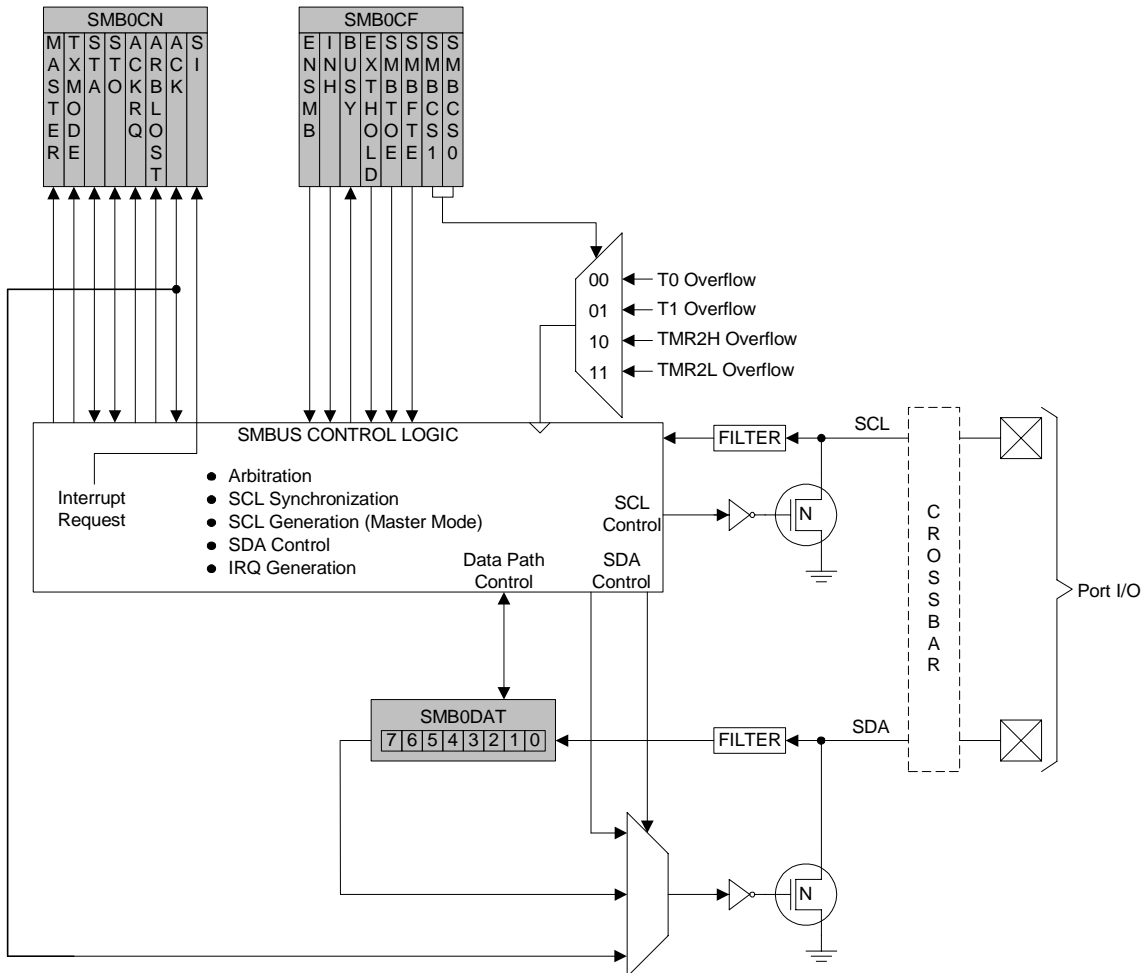 SMB0CN
MASTER
TXMODE
STA
STO
ACKRQ
ARBLOST
ACK
SI
SMB0CF
ENSMB
INH
BUSY
EXTHOLD
SMBTOE
SMBFTE
SMBCS1
SMBCS0
00 T0 Overflow
01 T1 Overflow
10 TMR2H Overflow
11 TMR2L Overflow
SMBUS CONTROL LOGIC
Interrupt
Request
● Arbitration
● SCL Synchronization
● SCL Generation (Master Mode)
● SDA Control
● IRQ Generation
SCL
Control
Data Path
Control
SDA
Control
FILTER
SCL
N
CROSSBAR
Port I/O
SMB0DAT
7 6 5 4 3 2 1 0
FILTER
SDA
N